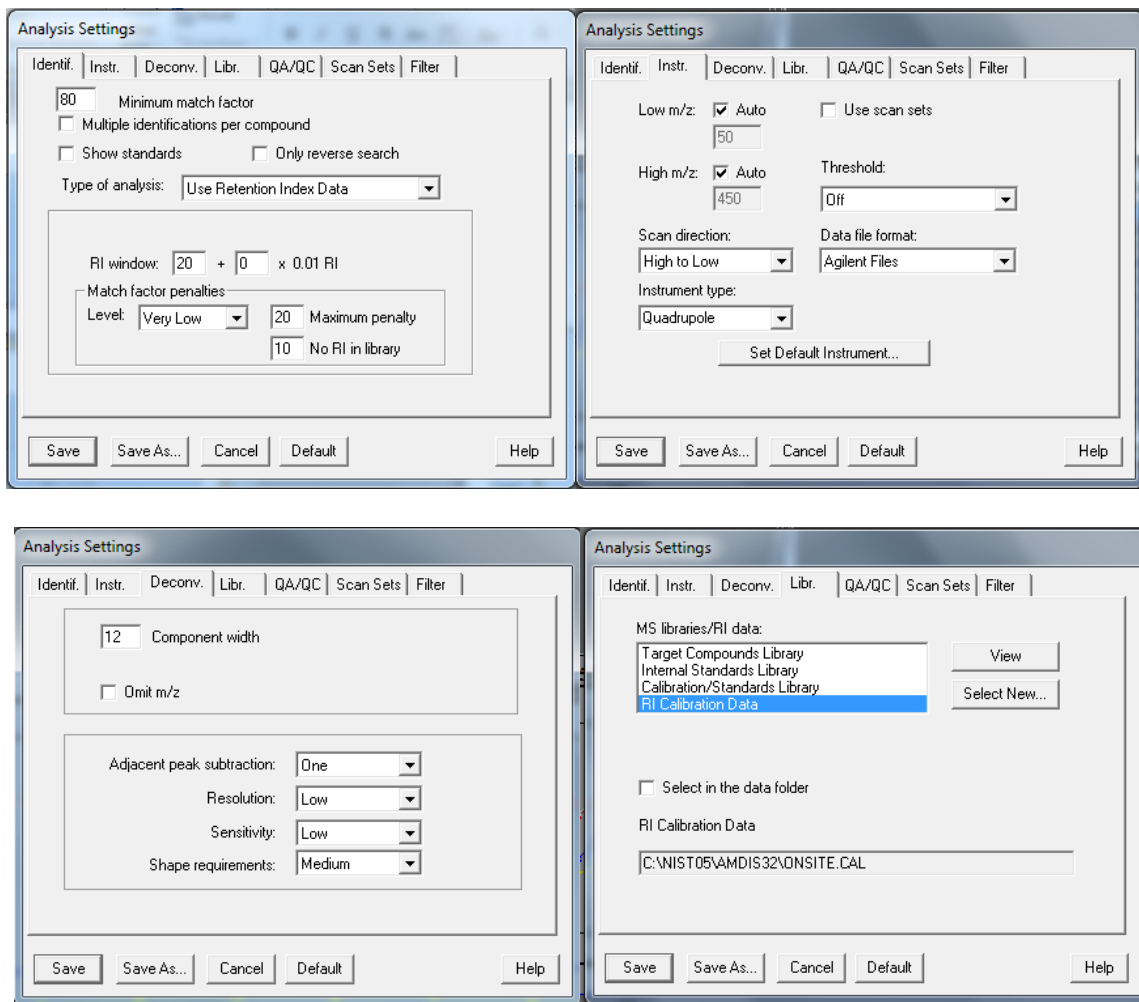 Analysis Settings
Identif. Instr. Deconv. Libr. QA/QC Scan Sets Filter
80 Minimum match factor
Multiple identifications per compound
Show standards Only reverse search
Type of analysis: Use Retention Index Data
RI window: 20 + 0 x 0.01 RI
Match factor penalties
Level: Very Low 20 Maximum penalty
10 No RI in library
Save Save As... Cancel Default Help
Analysis Settings
Identif. Instr. Deconv. Libr. QA/QC Scan Sets Filter
Low m/z: Auto Use scan sets
50
High m/z: Auto Threshold:
450 Off
Scan direction: Data file format:
High to Low Agilent Files
Instrument type:
Quadrupole
Set Default Instrument...
Save Save As... Cancel Default Help
Analysis Settings
Identif. Instr. Deconv. Libr. QA/QC Scan Sets Filter
12 Component width
Omit m/z
Adjacent peak subtraction: One
Resolution: Low
Sensitivity: Low
Shape requirements: Medium
Save Save As... Cancel Default Help
Analysis Settings
Identif. Instr. Deconv. Libr. QA/QC Scan Sets Filter
MS libraries/RI data:
Target Compounds Library View
Internal Standards Library
Calibration/Standards Library Select New...
RI Calibration Data
Select in the data folder
RI Calibration Data
C:\NIST05\AMDIS32\ONSITE.CAL
Save Save As... Cancel Default Help